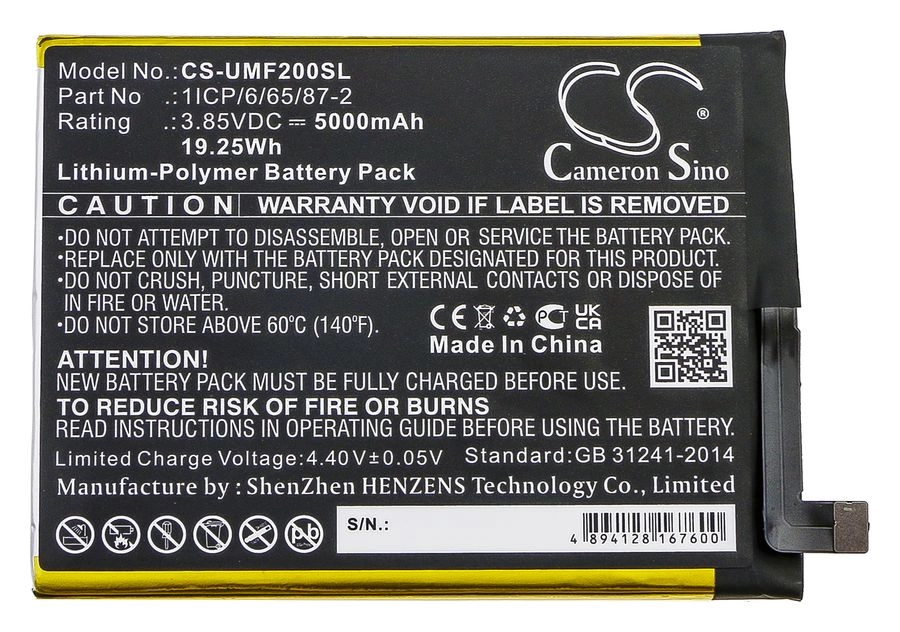 Model No.:CS-UMF200SL
Part No .:1ICP/6/65/87-2
Rating .:3.85VDC ⎓ 5000mAh
19.25Wh
Lithium-Polymer Battery Pack
CS
®
Cameron Sino
CAUTION WARRANTY VOID IF LABEL IS REMOVED
•DO NOT ATTEMPT TO DISASSEMBLE, OPEN OR SERVICE THE BATTERY PACK.
•REPLACE ONLY WITH THE BATTERY PACK DESIGNATED FOR THE SYSTEM.
•DO NOT CRUSH, PUNCTURE, SHORT EXTERNAL CONTACTS OR DISPOSE OF
IN FIRE OR WATER.
•DO NOT STORE ABOVE 60°C (140°F).
CE PCT UK CA
Made In China
ATTENTION!
NEW BATTERY PACK MUST BE FULLY CHARGED BEFORE USE.
TO REDUCE RISK OF FIRE OR BURNS
READ INSTRUCTIONS IN OPERATING GUIDE BEFORE USING BATTERY.
Limited Charge Voltage:4.40V±0.05V Standard:GB 31241-2014
Manufacture by : ShenZhen HENZENS Technology Co., Limited
Pb
S/N.:
4 894128 167600